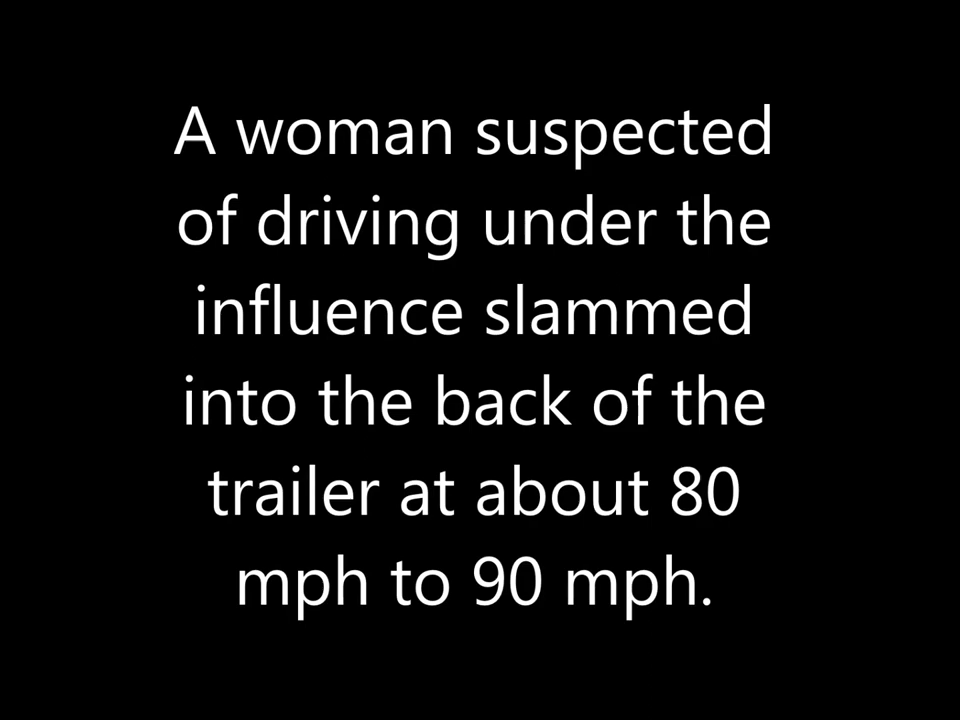 A woman suspected
of driving under the
influence slammed
into the back of the
trailer at about 80
mph to 90 mph.